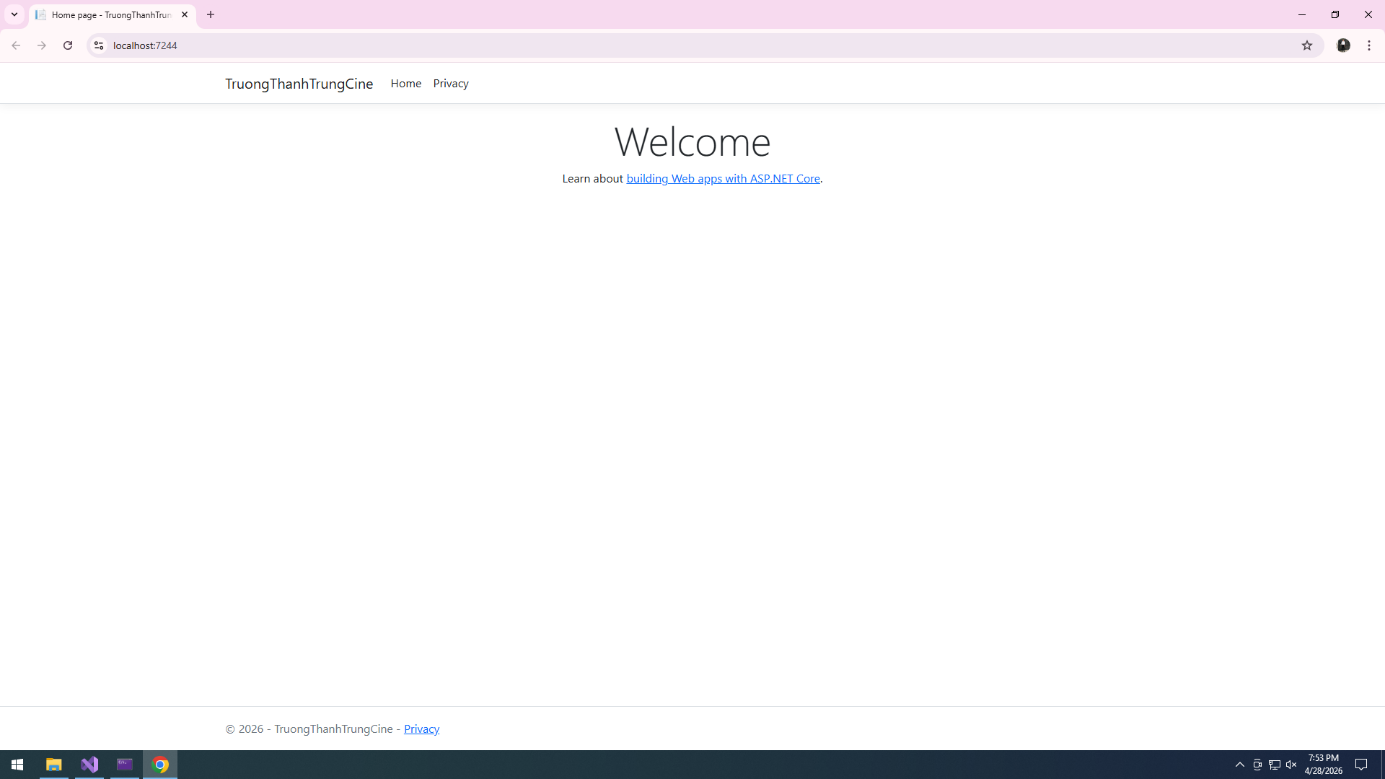 Home page - TruongThanhTrun
localhost:7244
TruongThanhTrungCine Home Privacy
Welcome
Learn about building Web apps with ASP.NET Core.
© 2026 - TruongThanhTrungCine - Privacy
7:53 PM
4/28/2026